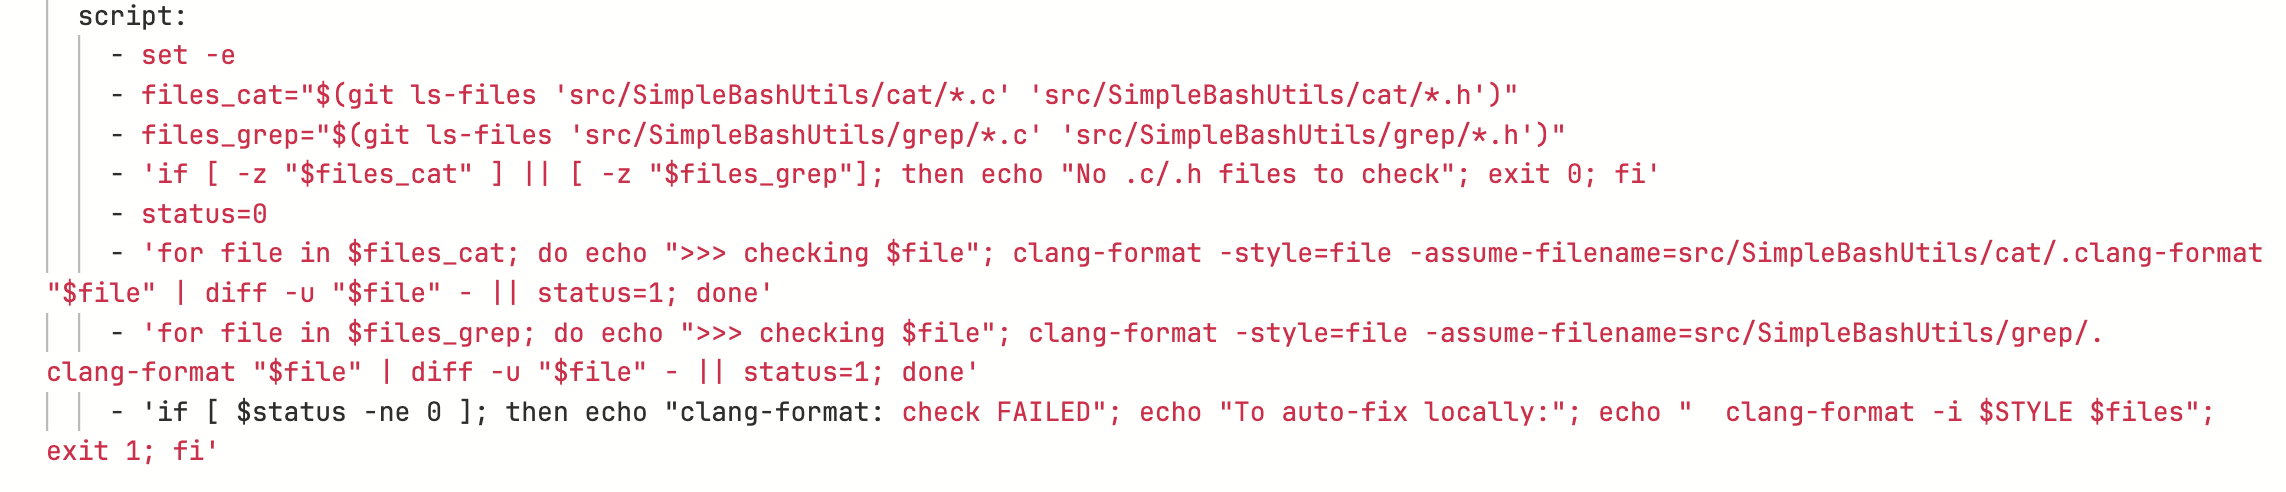 script:
- set -e
- files_cat="$(git ls-files 'src/SimpleBashUtils/cat/*.c' 'src/SimpleBashUtils/cat/*.h')"
- files_grep="$(git ls-files 'src/SimpleBashUtils/grep/*.c' 'src/SimpleBashUtils/grep/*.h')"
- 'if [ -z "$files_cat" ] || [ -z "$files_grep"]; then echo "No .c/.h files to check"; exit 0; fi'
- status=0
- 'for file in $files_cat; do echo ">>> checking $file"; clang-format -style=file -assume-filename=src/SimpleBashUtils/cat/.clang-format
"$file" | diff -u "$file" - || status=1; done'
- 'for file in $files_grep; do echo ">>> checking $file"; clang-format -style=file -assume-filename=src/SimpleBashUtils/grep/.
clang-format "$file" | diff -u "$file" - || status=1; done'
- 'if [ $status -ne 0 ]; then echo "clang-format: check FAILED"; echo "To auto-fix locally:"; echo "  clang-format -i $STYLE $files";
exit 1; fi'